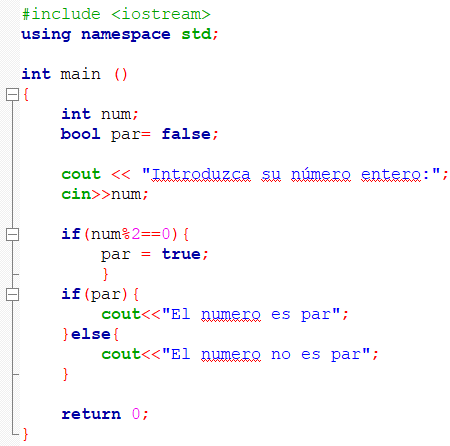 #include <iostream>
using namespace std;
int main ()
{
int num;
bool par= false;
cout << "Introduzca su número entero:";
cin>>num;
if(num%2==0){
par = true;
}
if(par){
cout<<"El numero es par";
}else{
cout<<"El numero no es par";
}
return 0;
}